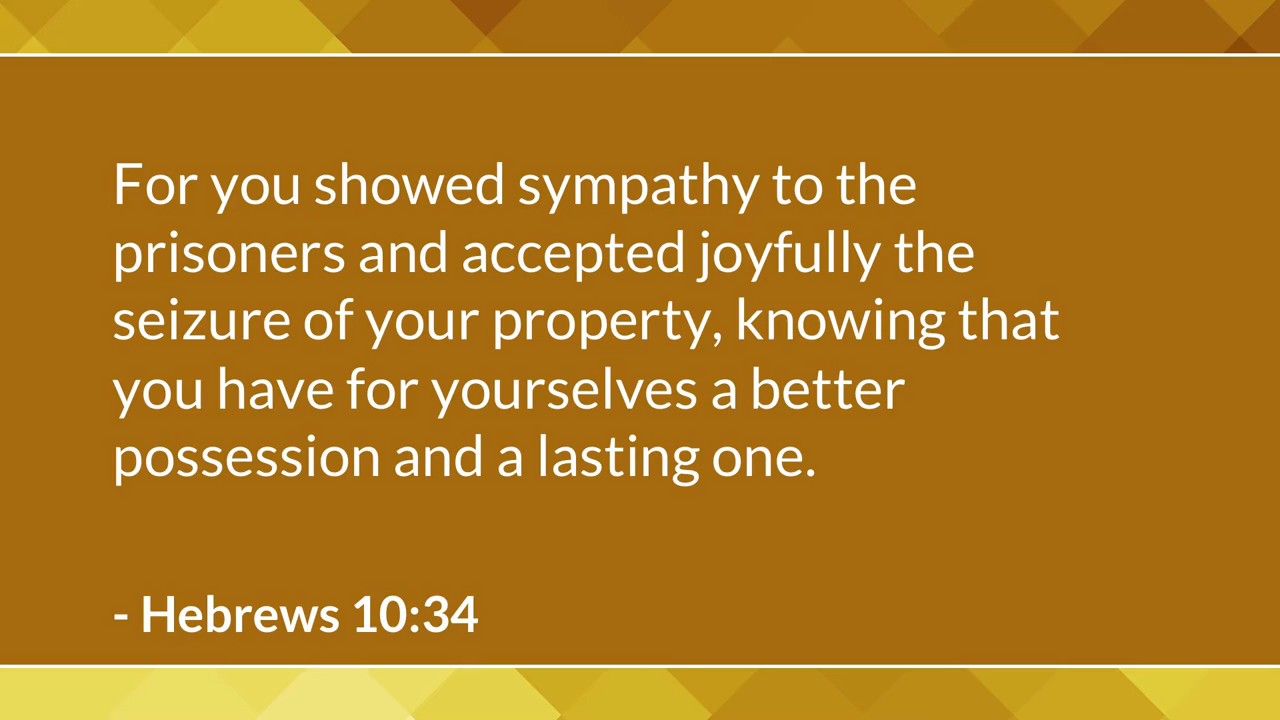 For you showed sympathy to the
prisoners and accepted joyfully the
seizure of your property, knowing that
you have for yourselves a better
possession and a lasting one.
- Hebrews 10:34